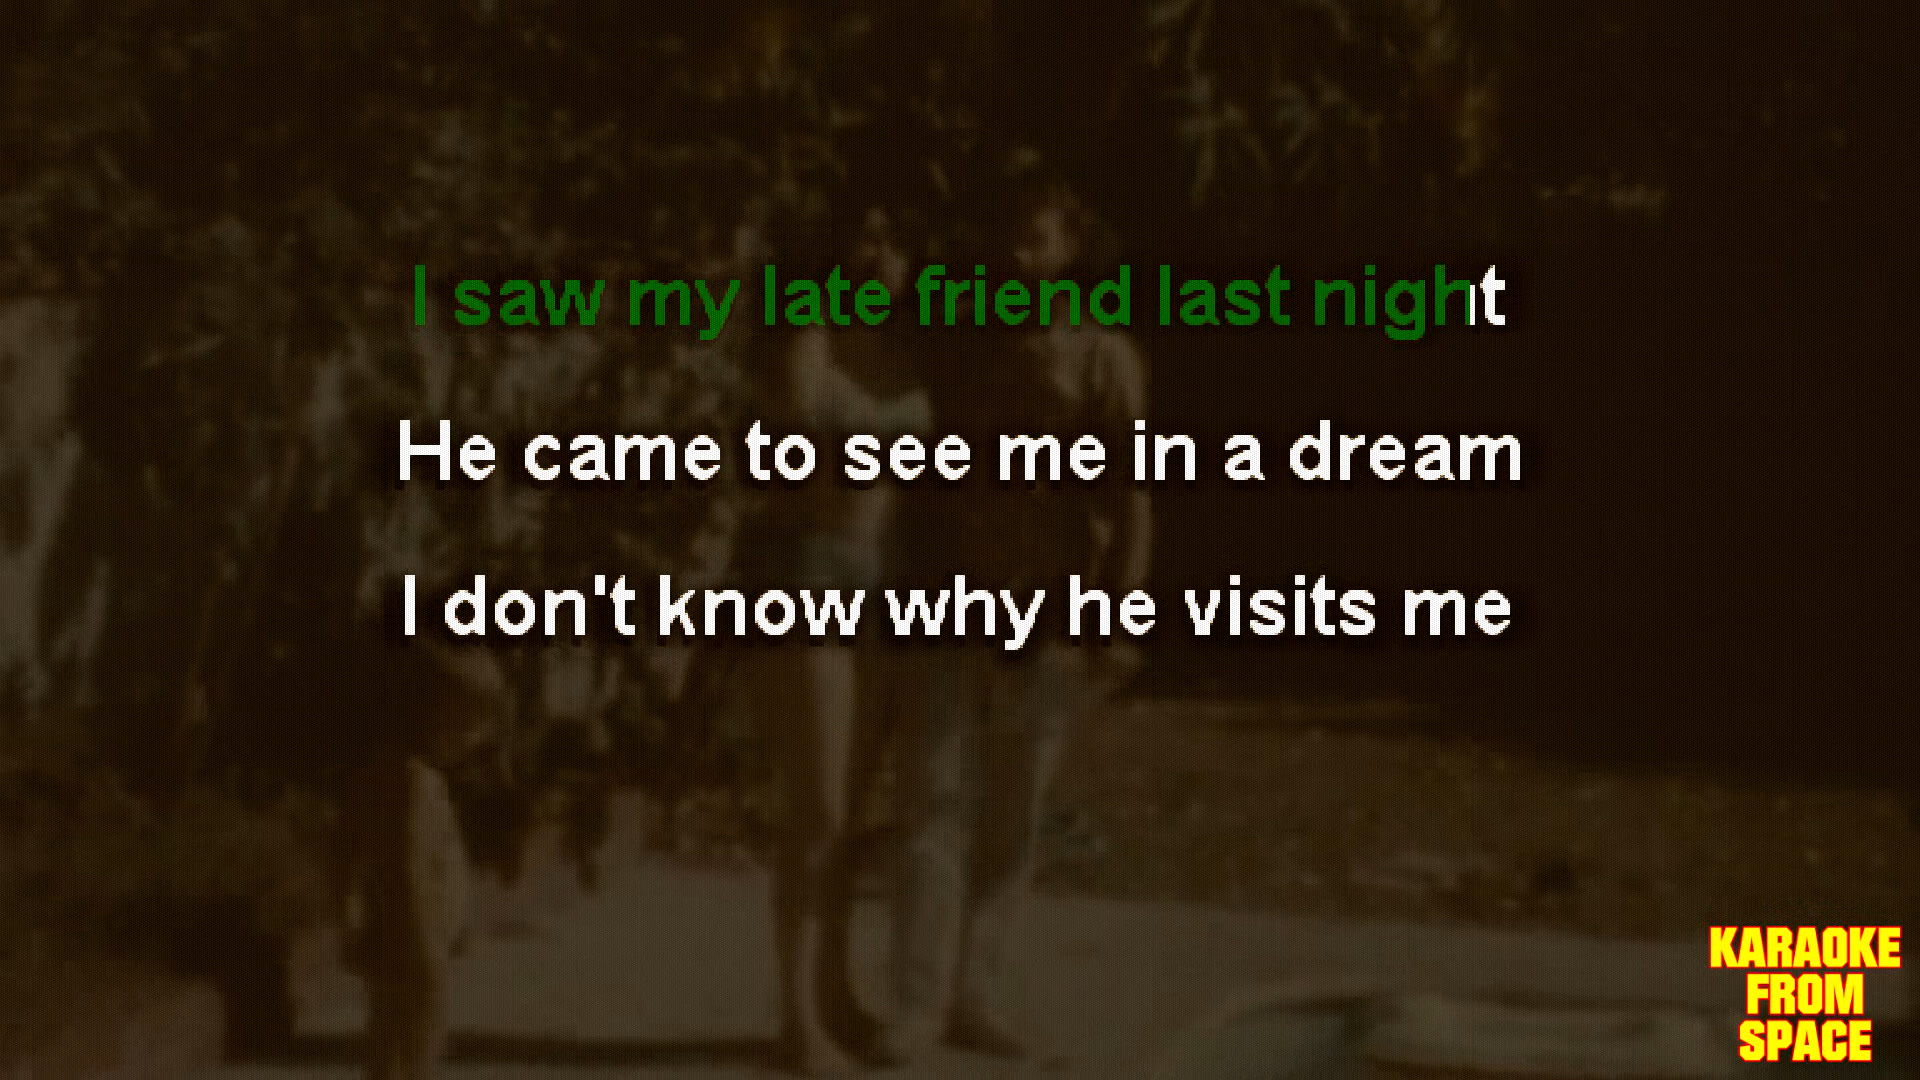 I saw my late friend last night
He came to see me in a dream
I don't know why he visits me
KARAOKE
FROM
SPACE